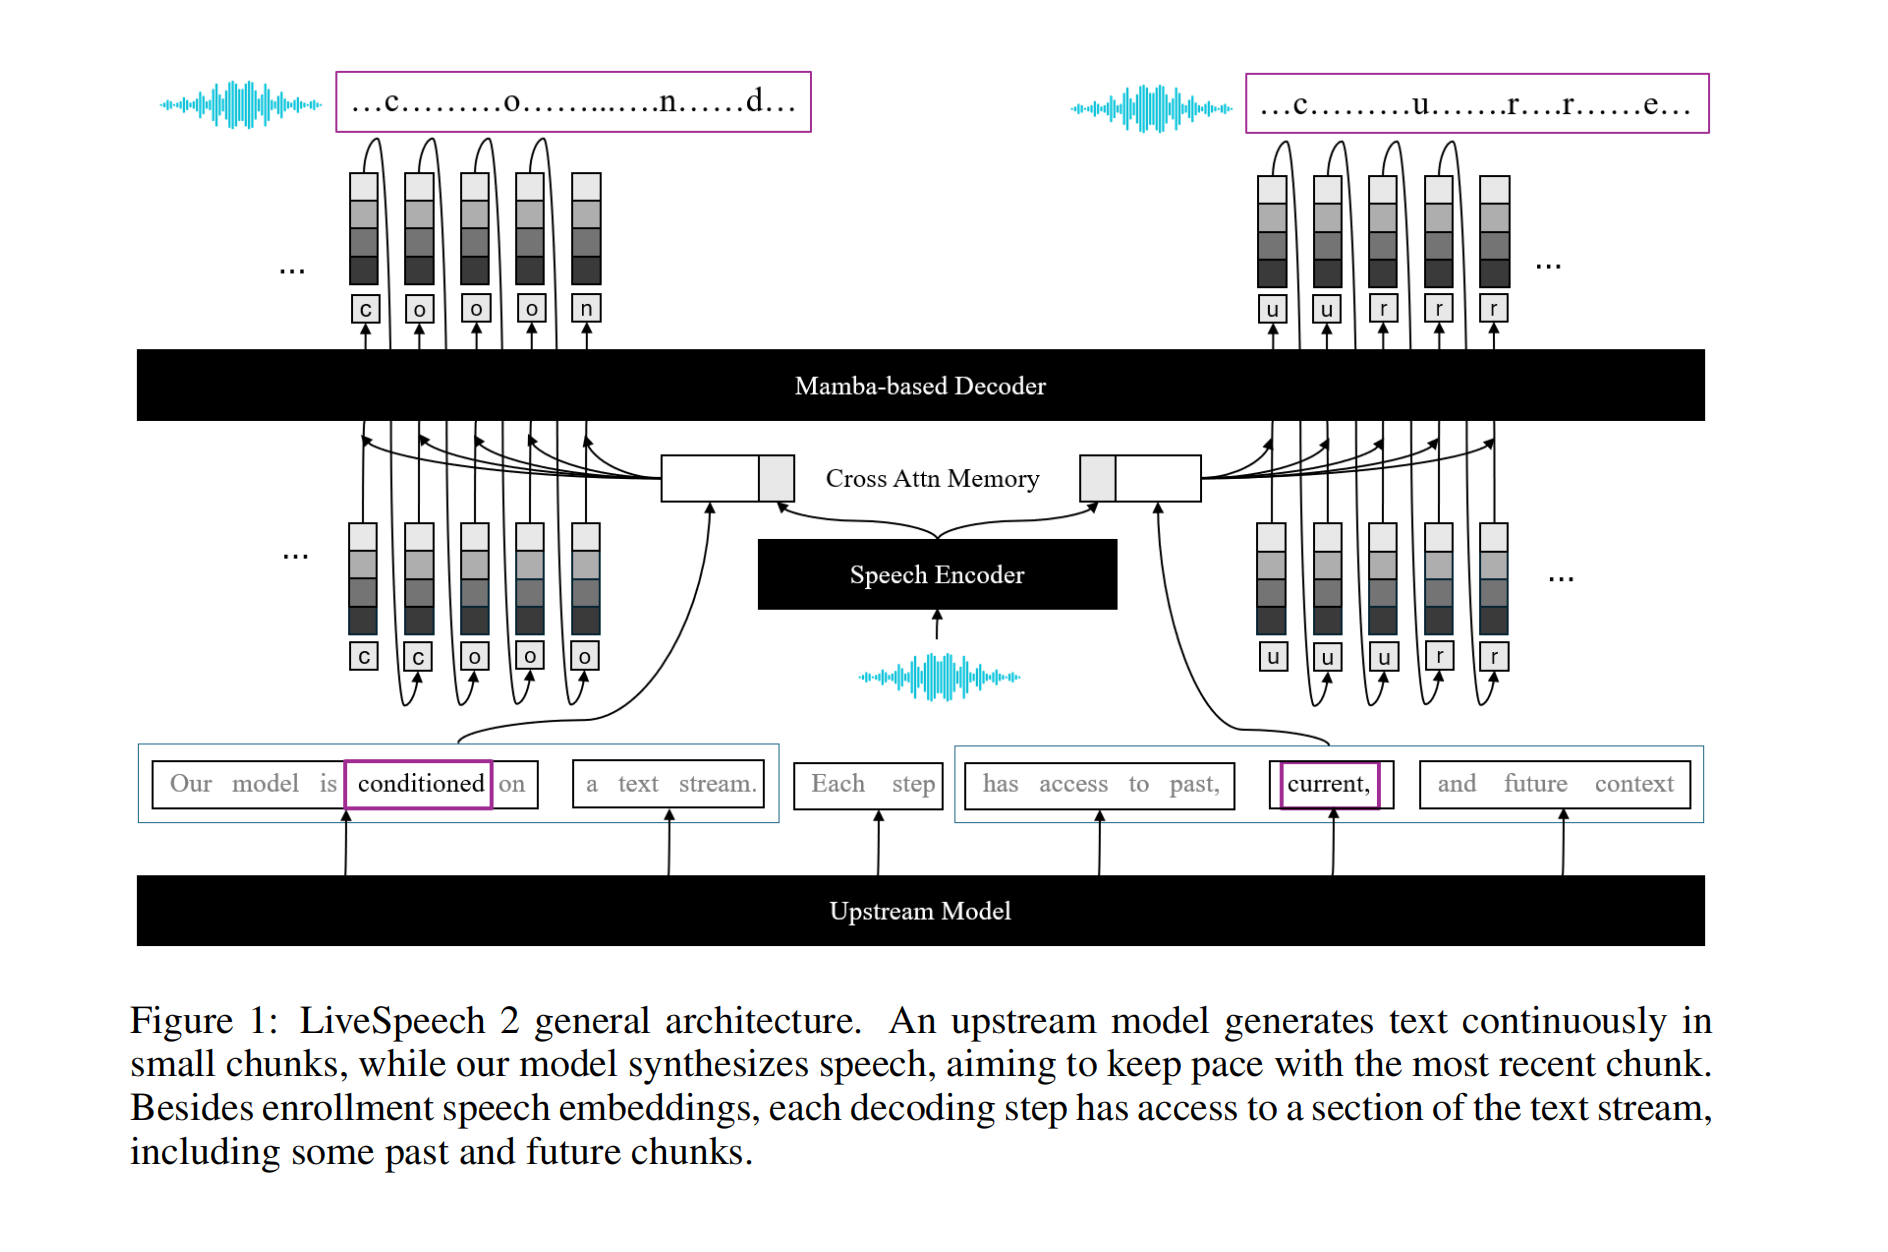 ...c.........o...........n......d...
...c.........u.......r....r......e...
... c o o o n
u u r r r ...
Mamba-based Decoder
Cross Attn Memory
Speech Encoder
...
...
c c o o o
u u u r r
Our model is conditioned on a text stream. Each step has access to past, current, and future context
Upstream Model
Figure 1: LiveSpeech 2 general architecture. An upstream model generates text continuously in
small chunks, while our model synthesizes speech, aiming to keep pace with the most recent chunk.
Besides enrollment speech embeddings, each decoding step has access to a section of the text stream,
including some past and future chunks.